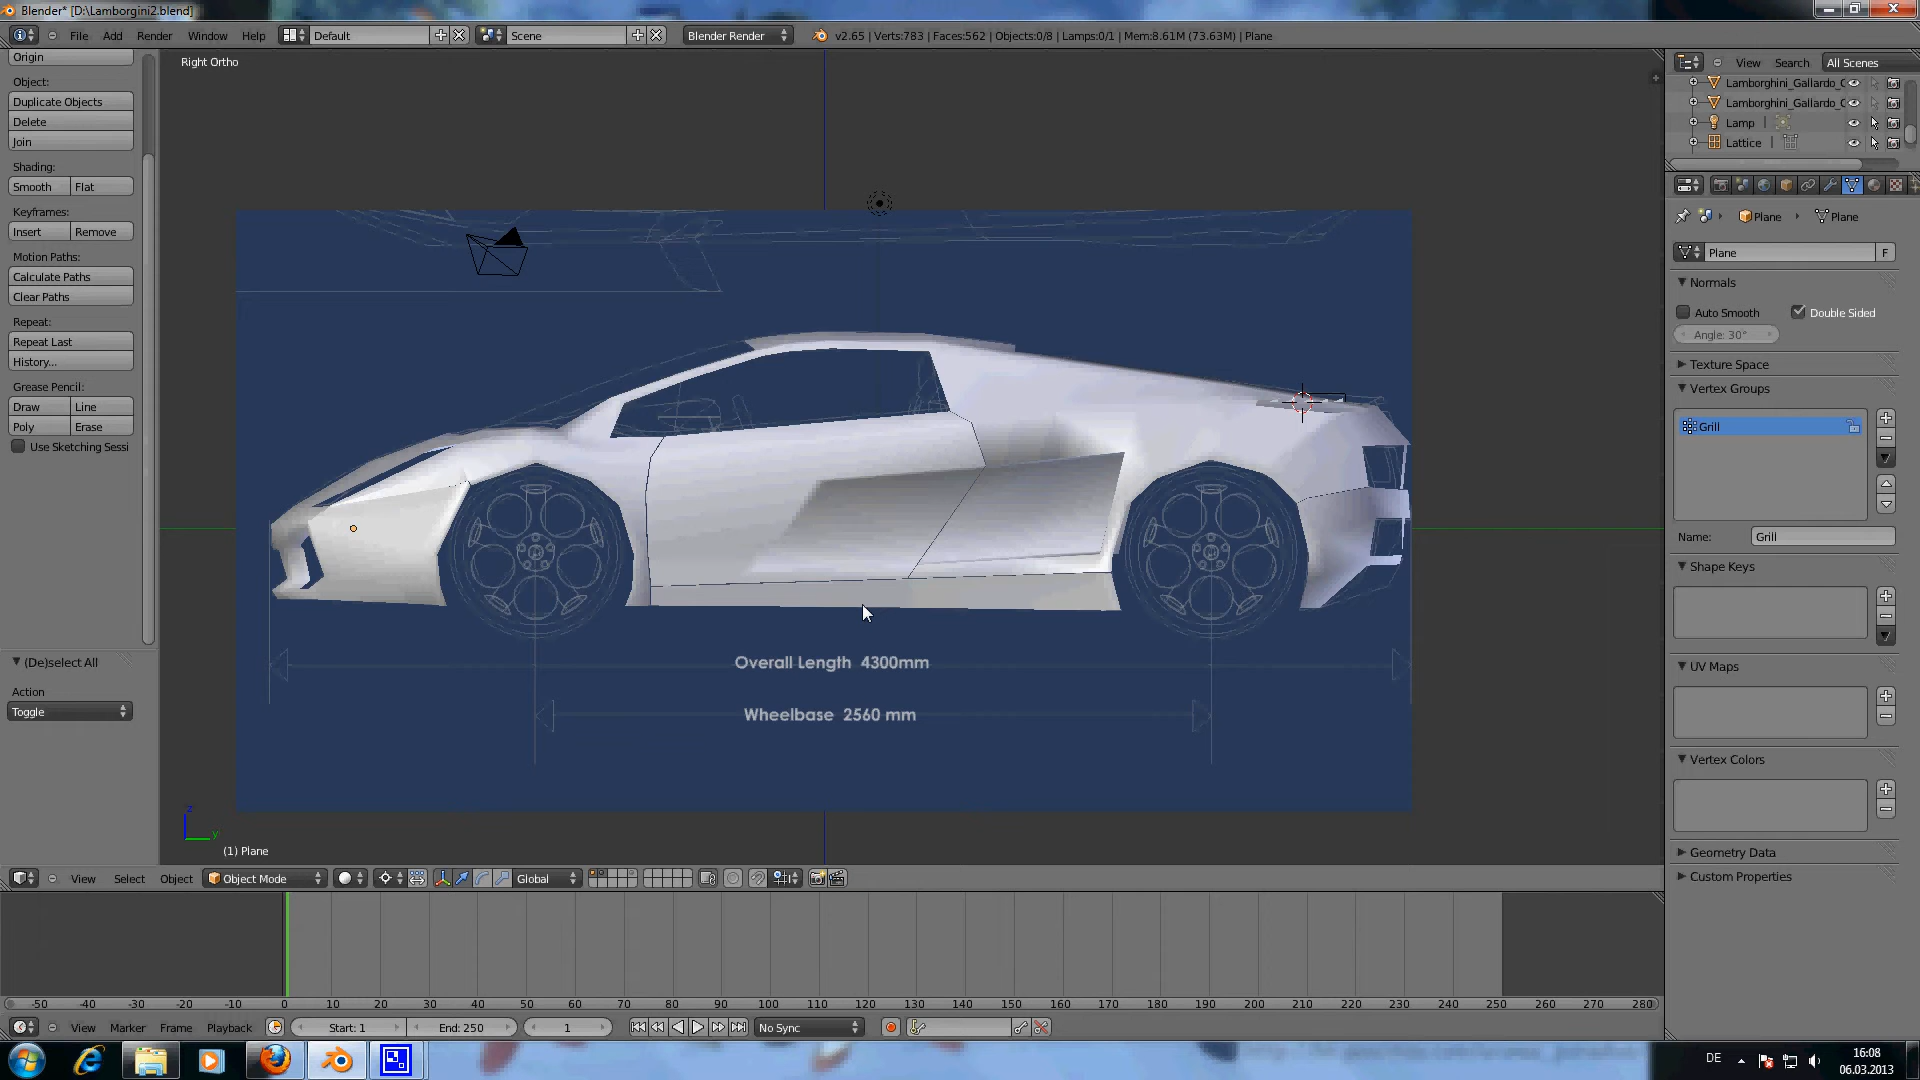 Blender* [D:\Lamborgini2.blend]
File Add Render Window Help Default Scene Blender Render v2.65 | Verts:783 | Faces:562 | Objects:0/8 | Lamps:0/1 | Mem:8.61M (73.63M) | Plane
Origin
Object:
Duplicate Objects
Delete
Join
Shading:
Smooth Flat
Keyframes:
Insert Remove
Motion Paths:
Calculate Paths
Clear Paths
Repeat:
Repeat Last
History...
Grease Pencil:
Draw Line
Poly Erase
Use Sketching Sessi
(De)select All
Action
Toggle
Right Ortho
Overall Length 4300mm
Wheelbase 2560 mm
z
y
(1) Plane
View Select Object Object Mode Global
-50 -40 -30 -20 -10 0 10 20 30 40 50 60 70 80 90 100 110 120 130 140 150 160 170 180 190 200 210 220 230 240 250 260 270 280
View Marker Frame Playback Start: 1 End: 250 1 No Sync
View Search All Scenes
Lamborghini_Gallardo_C
Lamborghini_Gallardo_C
Lamp
Lattice
Plane Plane
Plane F
Normals
Auto Smooth Double Sided
Angle: 30°
Texture Space
Vertex Groups
Grill
Name: Grill
Shape Keys
UV Maps
Vertex Colors
Geometry Data
Custom Properties
DE 16:08
06.03.2013